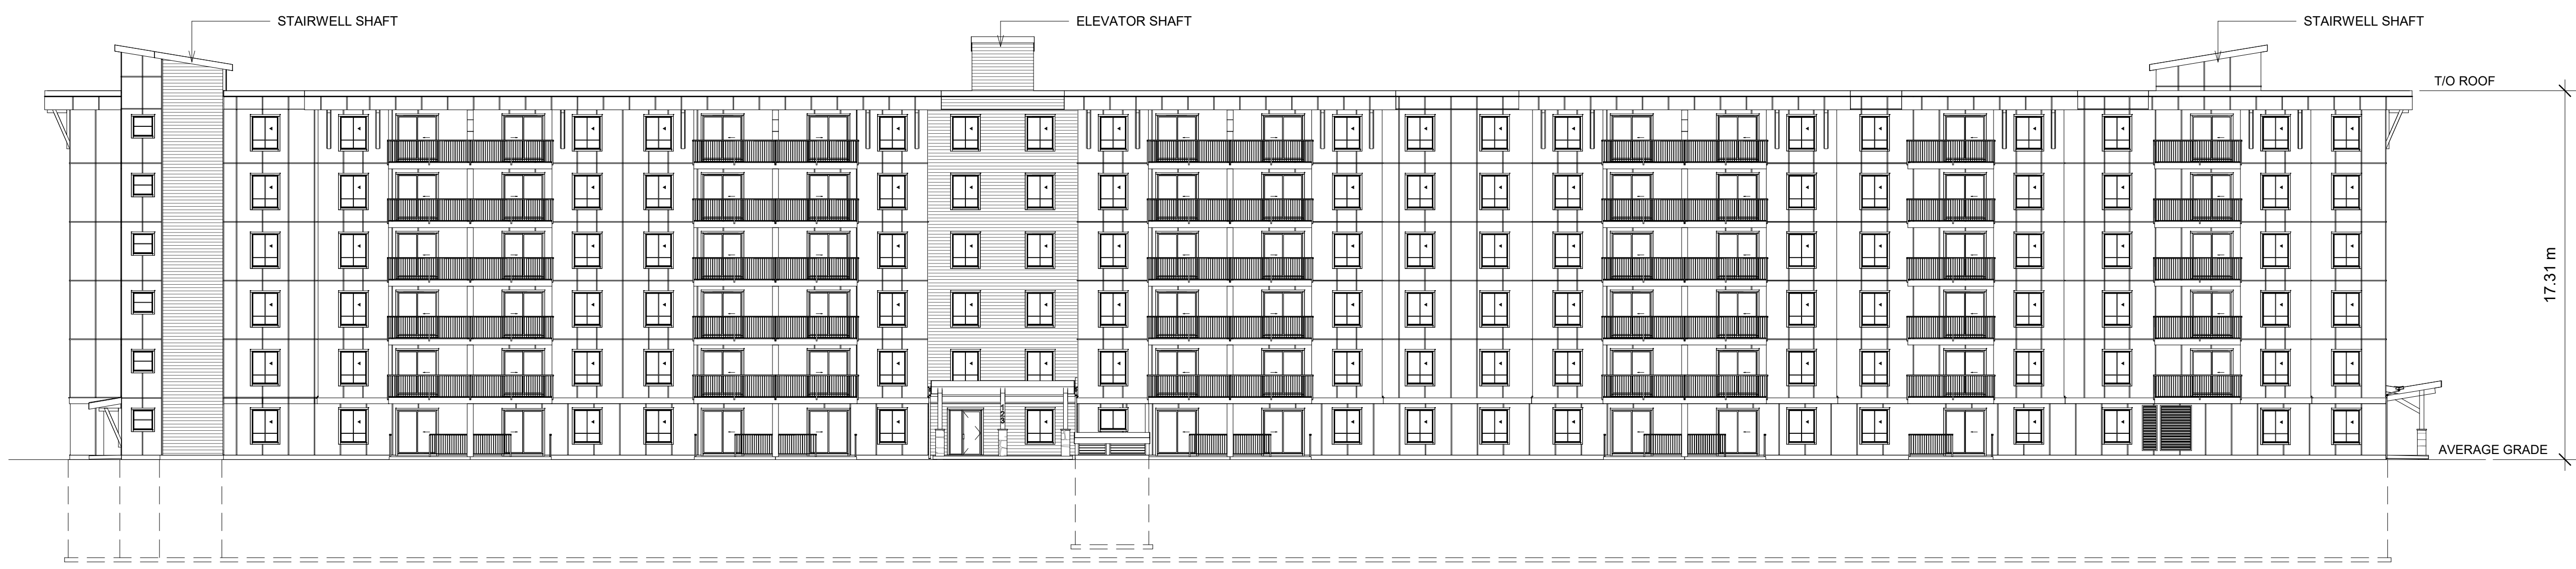 STAIRWELL SHAFT
ELEVATOR SHAFT
STAIRWELL SHAFT
T/O ROOF
17.31 m
AVERAGE GRADE